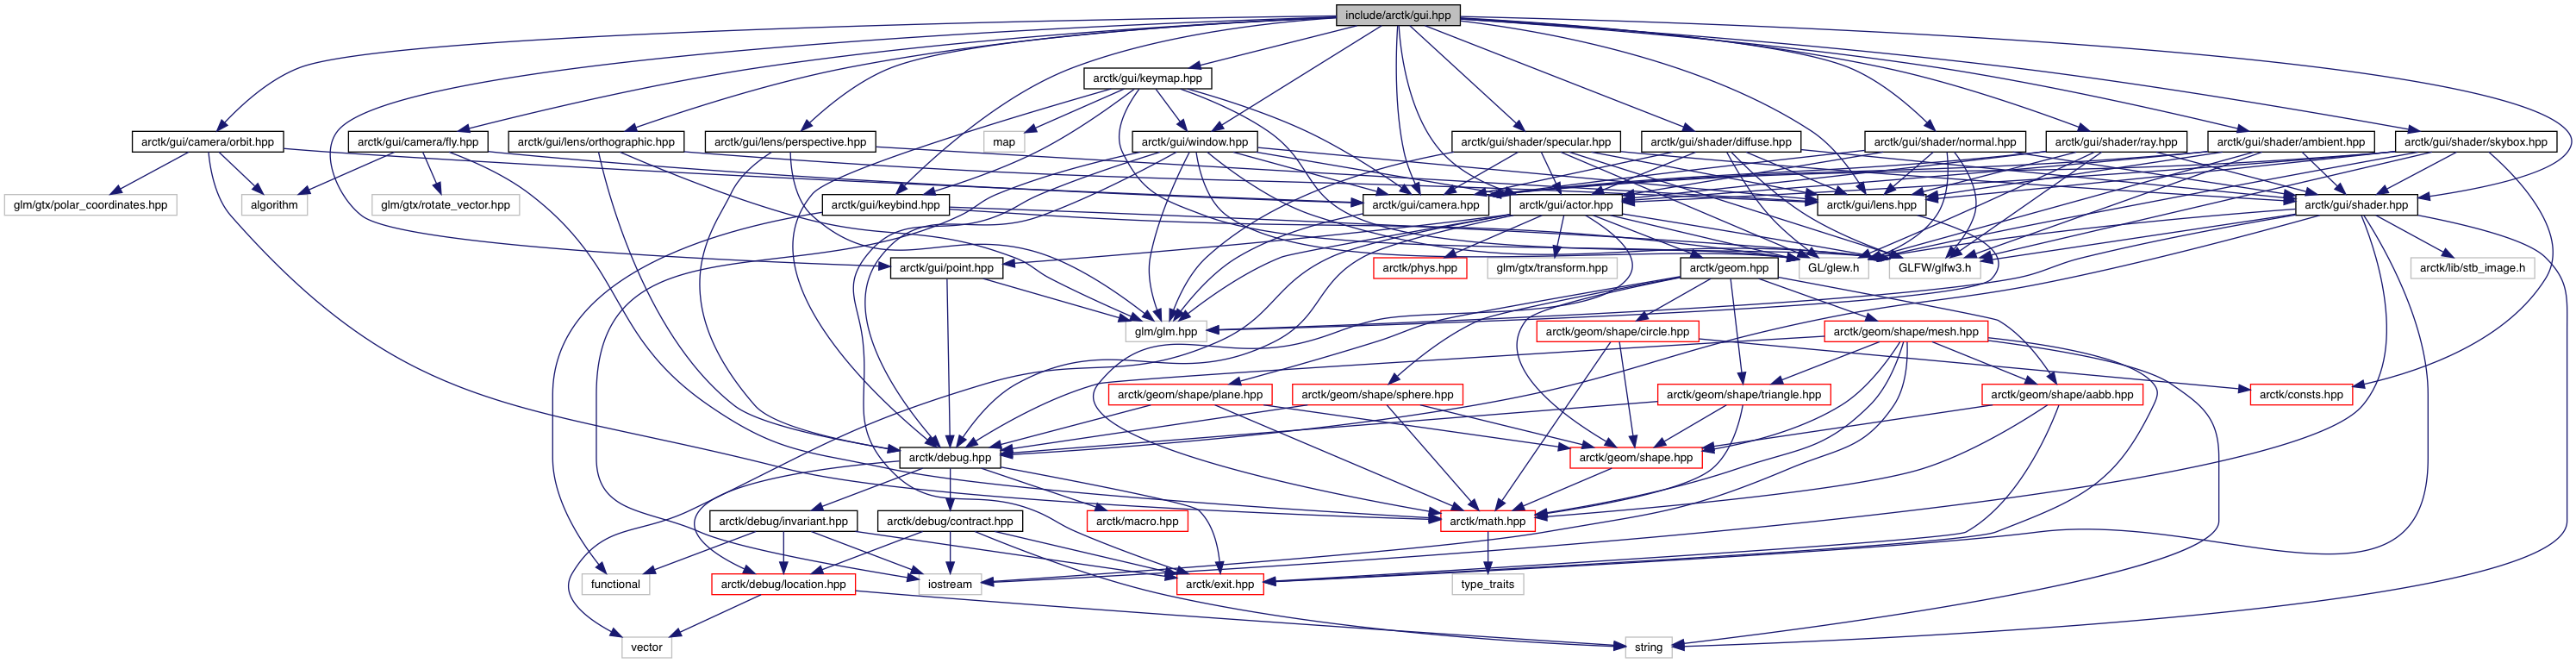 include/arctk/gui.hpp
arctk/gui/keymap.hpp
arctk/gui/camera/orbit.hpp
arctk/gui/camera/fly.hpp
arctk/gui/lens/orthographic.hpp
arctk/gui/lens/perspective.hpp
map
arctk/gui/window.hpp
arctk/gui/shader/specular.hpp
arctk/gui/shader/diffuse.hpp
arctk/gui/shader/normal.hpp
arctk/gui/shader/ray.hpp
arctk/gui/shader/ambient.hpp
arctk/gui/shader/skybox.hpp
glm/gtx/polar_coordinates.hpp
algorithm
glm/gtx/rotate_vector.hpp
arctk/gui/keybind.hpp
arctk/gui/camera.hpp
arctk/gui/actor.hpp
arctk/gui/lens.hpp
arctk/gui/shader.hpp
arctk/gui/point.hpp
arctk/phys.hpp
glm/gtx/transform.hpp
arctk/geom.hpp
GL/glew.h
GLFW/glfw3.h
arctk/lib/stb_image.h
glm/glm.hpp
arctk/geom/shape/circle.hpp
arctk/geom/shape/mesh.hpp
arctk/geom/shape/plane.hpp
arctk/geom/shape/sphere.hpp
arctk/geom/shape/triangle.hpp
arctk/geom/shape/aabb.hpp
arctk/consts.hpp
arctk/debug.hpp
arctk/geom/shape.hpp
arctk/debug/invariant.hpp
arctk/debug/contract.hpp
arctk/macro.hpp
arctk/math.hpp
functional
arctk/debug/location.hpp
iostream
arctk/exit.hpp
type_traits
vector
string